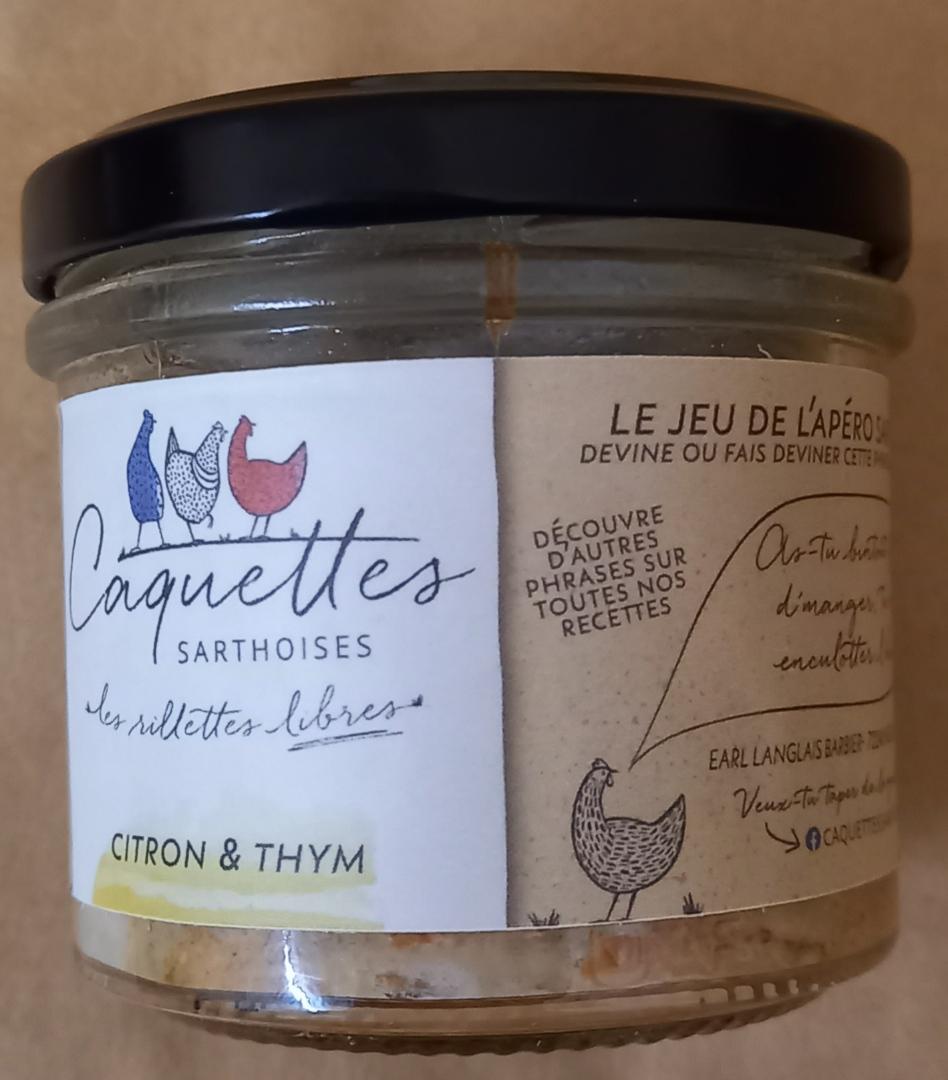 Caquettes
SARTHOISES
les rillettes libres
CITRON & THYM
LE JEU DE L'APÉRO
DEVINE OU FAIS DEVINER CETTE
DÉCOUVRE
D'AUTRES
PHRASES SUR
TOUTES NOS
RECETTES
As-tu
d'manger
enculotter
EARL LANGLAIS BARBIER-
Veux-tu taper